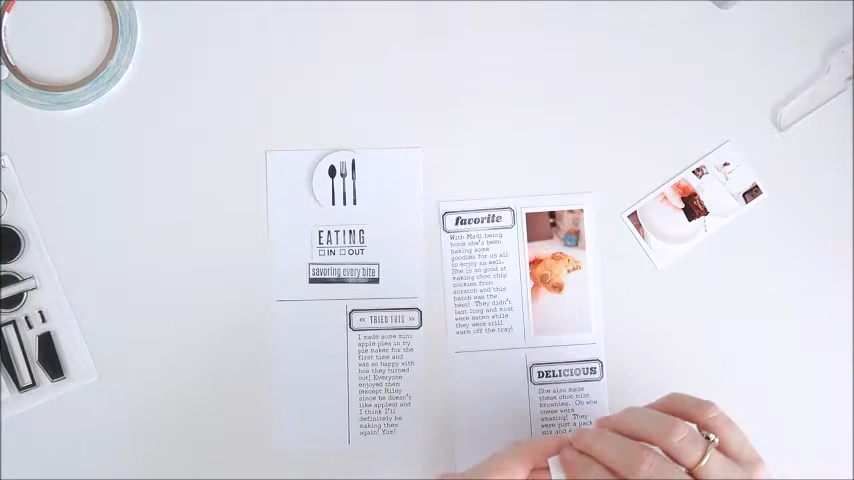 EATING
IN OUT
savoring every bite
« TRIED THIS »
I made some mini
apple pies in my
pie maker for the
first time and
was so happy with
how they turned
out! Everyone
enjoyed them
(except Riley
since he doesn't
like apples) and
I think I'll
definitely be
making them
again! Yum!
favorite
With Madi being
home she's been
baking some
goodies for us all
to enjoy as well.
She is so good at
making choc chip
cookies from
scratch and this
batch was the
best! They didn't
last long and most
were eaten while
they were still
warm off the tray!
DELICIOUS
She also made
these choc mint
brownies. Oh wow
these were
amazing! They
were just a pack
mix and